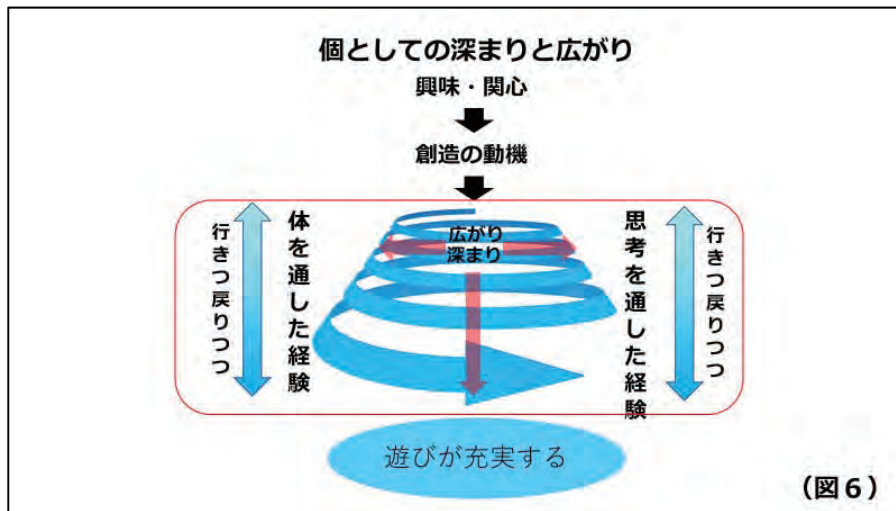 個としての深まりと広がり
興味・関心
創造の動機
行きつ戻りつつ
体を通した経験
広がり
深まり
思考を通した経験
行きつ戻りつつ
遊びが充実する
(図6)